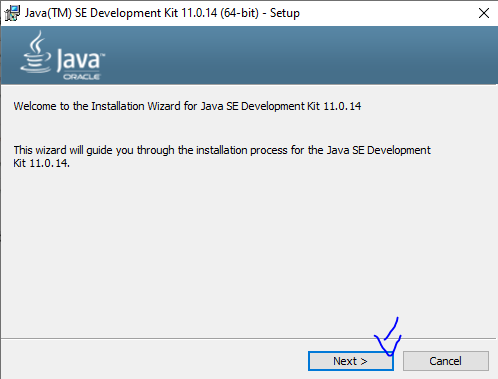 Java(TM) SE Development Kit 11.0.14 (64-bit) - Setup
Java
ORACLE
Welcome to the Installation Wizard for Java SE Development Kit 11.0.14
This wizard will guide you through the installation process for the Java SE Development
Kit 11.0.14.
Next >
Cancel